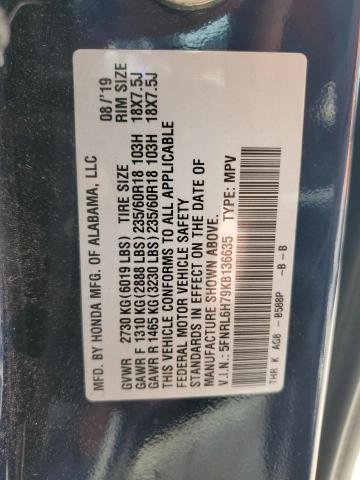 MFD. BY HONDA MFG. OF ALABAMA, LLC 08/'19
GVWR 2730 KG(6019 LBS) TIRE SIZE RIM SIZE
GAWR F 1310 KG(2888 LBS) 235/60R18 103H 18X7.5J
GAWR R 1465 KG(3230 LBS) 235/60R18 103H 18X7.5J
THIS VEHICLE CONFORMS TO ALL APPLICABLE
FEDERAL MOTOR VEHICLE SAFETY
STANDARDS IN EFFECT ON THE DATE OF
MANUFACTURE SHOWN ABOVE.
V.I.N.: 5FNRL6H79KB136635 TYPE: MPV
THR K AGB - B588P -B -B